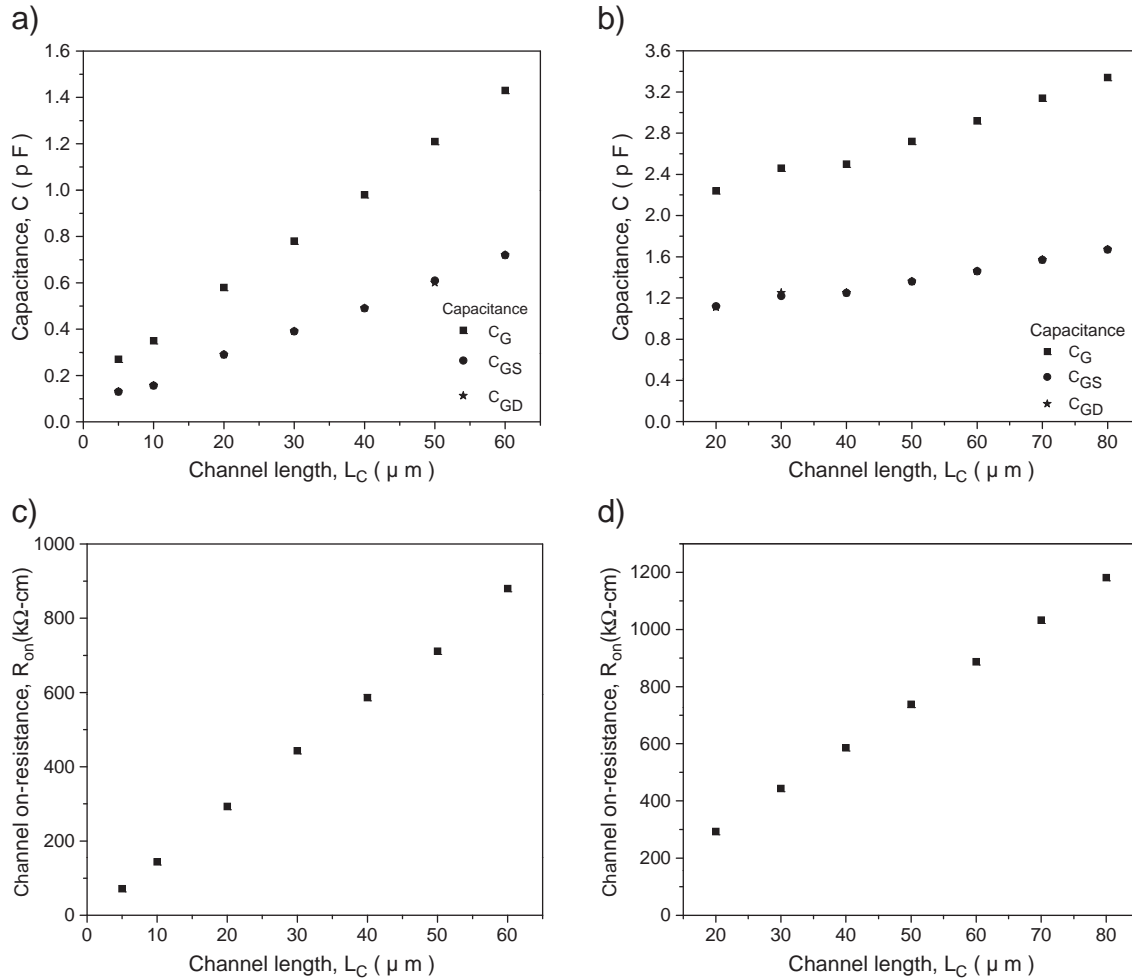 a)
1.6
1.4
1.2
1.0
0.8
0.6
0.4
0.2
0.0
Capacitance, C ( p F )
Capacitance
C_G
C_GS
C_GD
0 10 20 30 40 50 60
Channel length, L_C ( μ m )
b)
3.6
3.2
2.8
2.4
2.0
1.6
1.2
0.8
0.4
0.0
Capacitance, C ( p F )
Capacitance
C_G
C_GS
C_GD
20 30 40 50 60 70 80
Channel length, L_C ( μ m )
c)
1000
800
600
400
200
0
Channel on-resistance, R_on(kΩ-cm)
0 10 20 30 40 50 60
Channel length, L_C ( μ m )
d)
1200
1000
800
600
400
200
0
Channel on-resistance, R_on(kΩ-cm)
20 30 40 50 60 70 80
Channel length, L_C ( μ m )